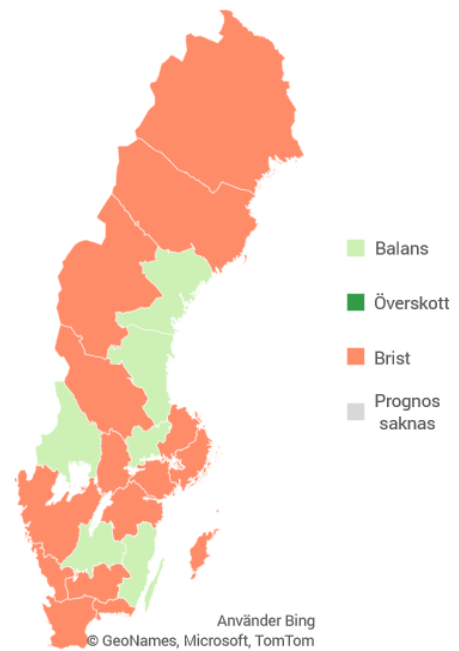 Balans
Överskott
Brist
Prognos
saknas
Använder Bing
© GeoNames, Microsoft, TomTom